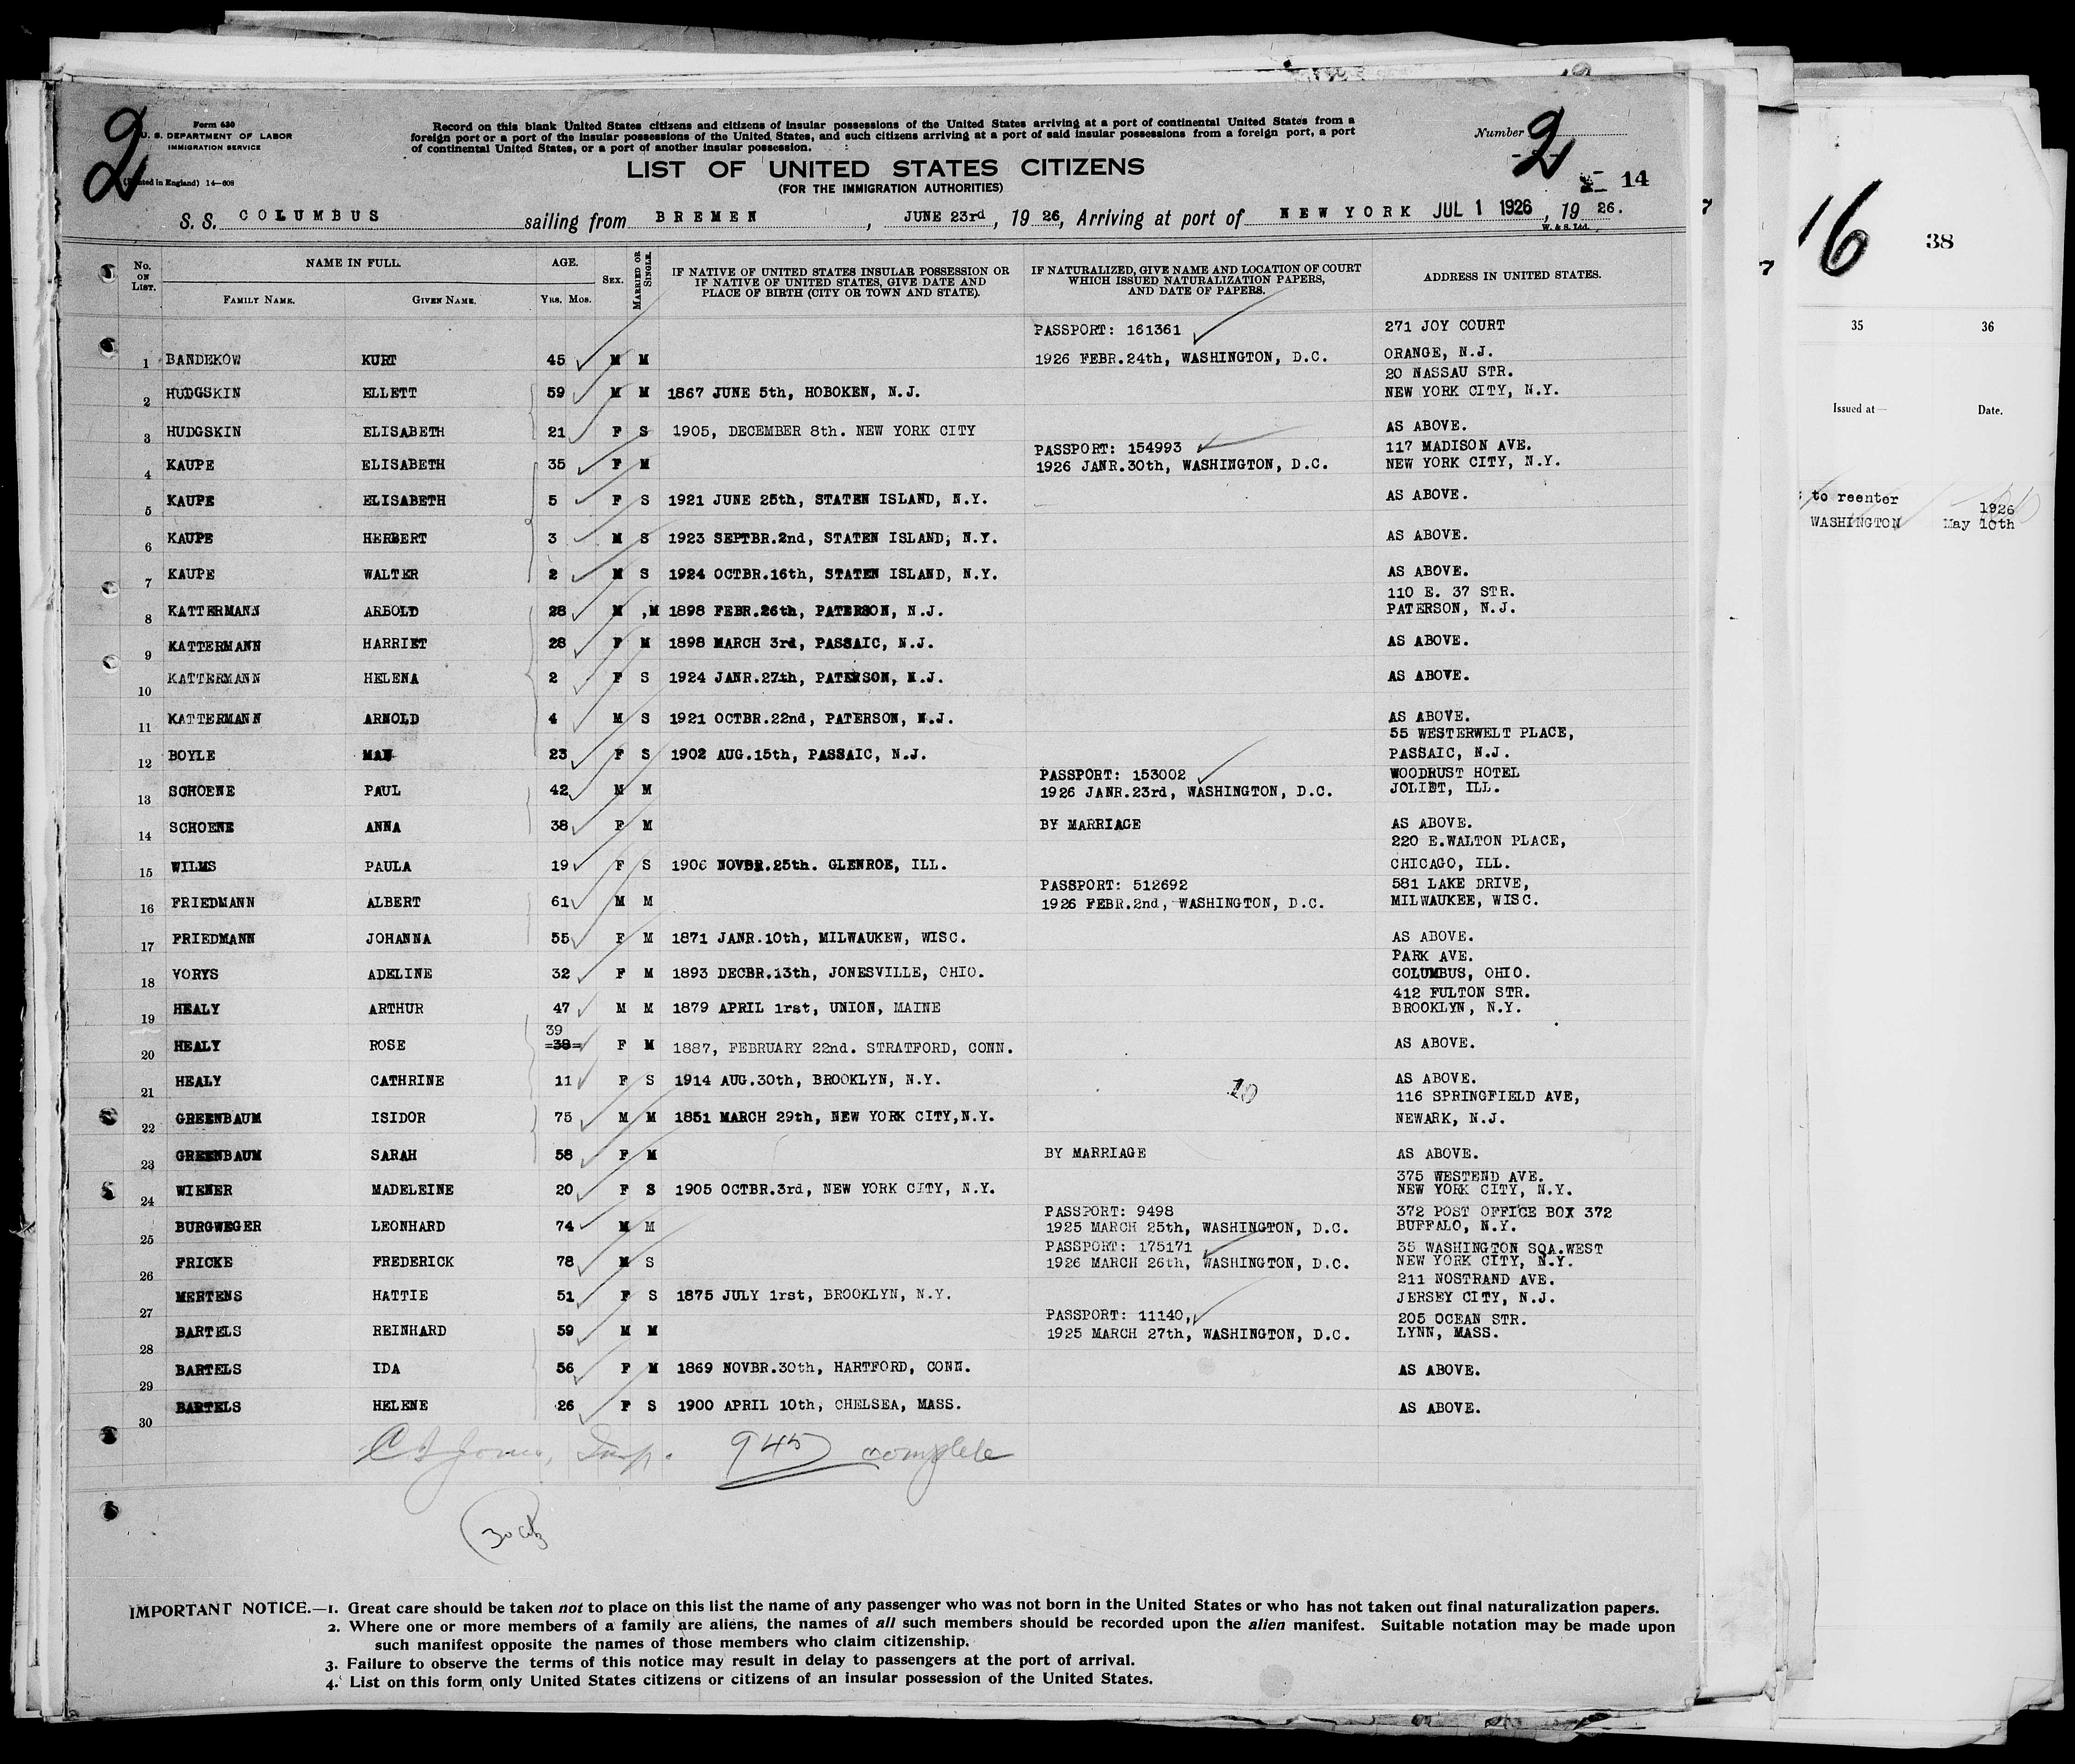 2
Form 630
U. S. DEPARTMENT OF LABOR
IMMIGRATION SERVICE
(Printed in England) 14—608
Record on this blank United States citizens and citizens of insular possessions of the United States arriving at a port of continental United States from a
foreign port or a port of the insular possessions of the United States, and such citizens arriving at a port of said insular possessions from a foreign port, a port
of continental United States, or a port of another insular possession.
Number 2
LIST OF UNITED STATES CITIZENS
(FOR THE IMMIGRATION AUTHORITIES)
14
S. S. COLUMBUS sailing from BREMEN, JUNE 23rd, 19 26, Arriving at port of NEW YORK JUL 1 1926, 19 26.
W. & S. Ltd.
No. ON LIST. NAME IN FULL. AGE. SEX. MARRIED OR SINGLE. IF NATIVE OF UNITED STATES INSULAR POSSESSION OR IF NATIVE OF UNITED STATES, GIVE DATE AND PLACE OF BIRTH (CITY OR TOWN AND STATE). IF NATURALIZED, GIVE NAME AND LOCATION OF COURT WHICH ISSUED NATURALIZATION PAPERS, AND DATE OF PAPERS. ADDRESS IN UNITED STATES.
FAMILY NAME. GIVEN NAME. YRS. MOS.
PASSPORT: 161361 271 JOY COURT
1 BANDEKOW KURT 45 M M 1926 FEBR.24th, WASHINGTON, D.C. ORANGE, N.J.
20 NASSAU STR.
2 HUDGSKIN ELLETT 59 M M 1867 JUNE 5th, HOBOKEN, N.J. NEW YORK CITY, N.Y.
3 HUDGSKIN ELISABETH 21 F S 1905, DECEMBER 8th. NEW YORK CITY AS ABOVE.
PASSPORT: 154993 117 MADISON AVE.
4 KAUPE ELISABETH 35 F M 1926 JANR.30th, WASHINGTON, D.C. NEW YORK CITY, N.Y.
5 KAUPE ELISABETH 5 F S 1921 JUNE 25th, STATEN ISLAND, N.Y. AS ABOVE.
6 KAUPE HERBERT 3 M S 1923 SEPTBR.2nd, STATEN ISLAND, N.Y. AS ABOVE.
7 KAUPE WALTER 2 M S 1924 OCTBR.16th, STATEN ISLAND, N.Y. AS ABOVE.
110 E. 37 STR.
8 KATTERMANN ARBOLD 28 M ,M 1898 FEBR.26th, PATERSON, N.J. PATERSON, N.J.
9 KATTERMANN HARRIET 28 F M 1898 MARCH 3rd, PASSAIC, N.J. AS ABOVE.
10 KATTERMANN HELENA 2 F S 1924 JANR.27th, PATERSON, N.J. AS ABOVE.
11 KATTERMANN ARNOLD 4 M S 1921 OCTBR.22nd, PATERSON, N.J. AS ABOVE.
55 WESTERWELT PLACE,
12 BOYLE MAN 23 F S 1902 AUG.15th, PASSAIC, N.J. PASSAIC, N.J.
PASSPORT: 153002 WOODRUST HOTEL
13 SCHOENE PAUL 42 M M 1926 JANR.23rd, WASHINGTON, D.C. JOLIET, ILL.
14 SCHOENE ANNA 38 F M BY MARRIAGE AS ABOVE.
220 E.WALTON PLACE,
15 WILMS PAULA 19 F S 1906 NOVBR.25th. GLENROE, ILL. CHICAGO, ILL.
PASSPORT: 512692 581 LAKE DRIVE,
16 FRIEDMANN ALBERT 61 M M 1926 FEBR.2nd, WASHINGTON, D.C. MILWAUKEE, WISC.
17 FRIEDMANN JOHANNA 55 F M 1871 JANR.10th, MILWAUKEW, WISC. AS ABOVE.
PARK AVE.
18 VORYS ADELINE 32 F M 1893 DECBR.13th, JONESVILLE, OHIO. COLUMBUS, OHIO.
412 FULTON STR.
19 HEALY ARTHUR 47 M M 1879 APRIL 1rst, UNION, MAINE BROOKLYN, N.Y.
39
20 HEALY ROSE =38= F M 1887, FEBRUARY 22nd. STRATFORD, CONN. AS ABOVE.
21 HEALY CATHRINE 11 F S 1914 AUG.30th, BROOKLYN, N.Y. AS ABOVE.
116 SPRINGFIELD AVE,
22 GREENBAUM ISIDOR 75 M M 1851 MARCH 29th, NEW YORK CITY,N.Y. NEWARK, N.J.
23 GREENBAUM SARAH 58 F M BY MARRIAGE AS ABOVE.
375 WESTEND AVE.
24 WIENER MADELEINE 20 F S 1905 OCTBR.3rd, NEW YORK CITY, N.Y. NEW YORK CITY, N.Y.
PASSPORT: 9498 372 POST OFFICE BOX 372
25 BURGWEGER LEONHARD 74 M M 1925 MARCH 25th, WASHINGTON, D.C. BUFFALO, N.Y.
PASSPORT: 175171 35 WASHINGTON SQA.WEST
26 FRICKE FREDERICK 78 M S 1926 MARCH 26th, WASHINGTON, D.C. NEW YORK CITY, N.Y.
211 NOSTRAND AVE.
27 MERTENS HATTIE 51 F S 1875 JULY 1rst, BROOKLYN, N.Y. JERSEY CITY, N.J.
PASSPORT: 11140, 205 OCEAN STR.
28 BARTELS REINHARD 59 M M 1925 MARCH 27th, WASHINGTON, D.C. LYNN, MASS.
29 BARTELS IDA 56 F M 1869 NOVBR.30th, HARTFORD, CONN. AS ABOVE.
30 BARTELS HELENE 26 F S 1900 APRIL 10th, CHELSEA, MASS. AS ABOVE.
Jones, Insp. 945 complete
IMPORTANT NOTICE.—1. Great care should be taken not to place on this list the name of any passenger who was not born in the United States or who has not taken out final naturalization papers.
2. Where one or more members of a family are aliens, the names of all such members should be recorded upon the alien manifest. Suitable notation may be made upon
such manifest opposite the names of those members who claim citizenship.
3. Failure to observe the terms of this notice may result in delay to passengers at the port of arrival.
4. List on this form only United States citizens or citizens of an insular possession of the United States.
7
7
16 38
35 36
Issued at— Date.
to reenter 1926
WASHINGTON May 10th